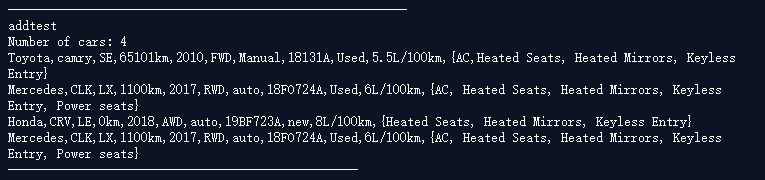 addtest
Number of cars: 4
Toyota,camry,SE,65101km,2010,FWD,Manual,18131A,Used,5.5L/100km, {AC,Heated Seats, Heated Mirrors, Keyless
Entry}
Mercedes,CLK,LX,1100km,2017,RWD,auto,18F0724A,Used,6L/100km, {AC, Heated Seats, Heated Mirrors, Keyless
Entry, Power seats}
Honda,CRV,LE,0km,2018,AWD,auto,19BF723A,new,8L/100km, {Heated Seats, Heated Mirrors, Keyless Entry}
Mercedes,CLK,LX,1100km,2017,RWD,auto,18F0724A,Used,6L/100km, {AC, Heated Seats, Heated Mirrors, Keyless
Entry, Power seats}